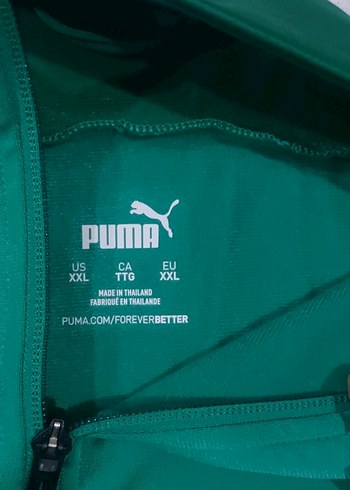 PUMA
US CA EU
XXL TTG XXL
MADE IN THAILAND
FABRIQUÉ EN THAILANDE
PUMA.COM/FOREVERBETTER